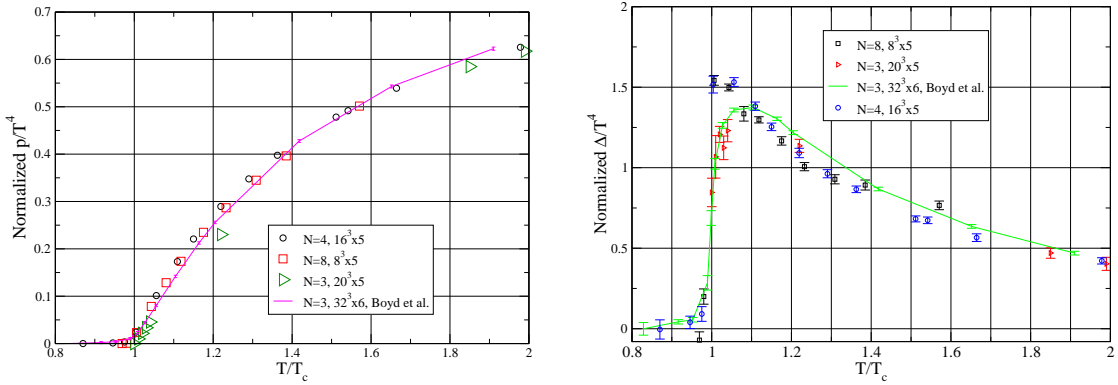 0.7
0.6
0.5
0.4
0.3
0.2
0.1
0
Normalized p/T^4
N=4, 16^3x5
N=8, 8^3x5
N=3, 20^3x5
N=3, 32^3x6, Boyd et al.
0.8 1 1.2 1.4 1.6 1.8 2
T/T_c
2
1.5
1
0.5
0
Normalized Δ/T^4
N=8, 8^3x5
N=3, 20^3x5
N=3, 32^3x6, Boyd et al.
N=4, 16^3x5
0.8 1 1.2 1.4 1.6 1.8 2
T/T_c